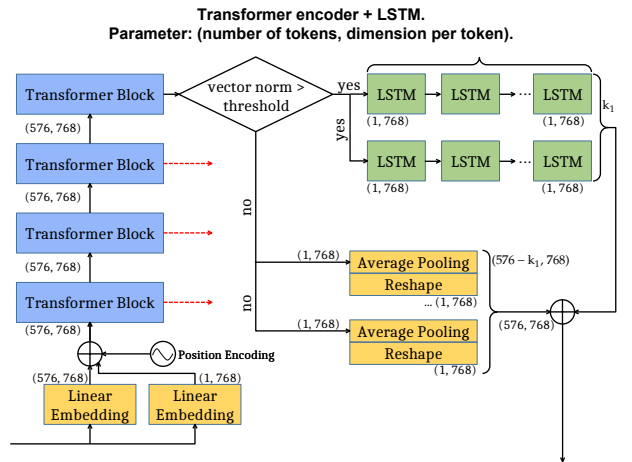 Transformer encoder + LSTM.
Parameter: (number of tokens, dimension per token).
Transformer Block
vector norm >
threshold
yes
LSTM
LSTM
...
LSTM
k₁
(576, 768)
(1, 768)
(1, 768)
yes
Transformer Block
LSTM
LSTM
...
LSTM
(576, 768)
(1, 768)
(1, 768)
no
Transformer Block
(1, 768)
Average Pooling
(576 − k₁, 768)
(576, 768)
Reshape
... (1, 768)
Transformer Block
no
(1, 768)
Average Pooling
(576, 768)
(576, 768)
Reshape
Position Encoding
(1, 768)
(576, 768)
(1, 768)
Linear
Embedding
Linear
Embedding